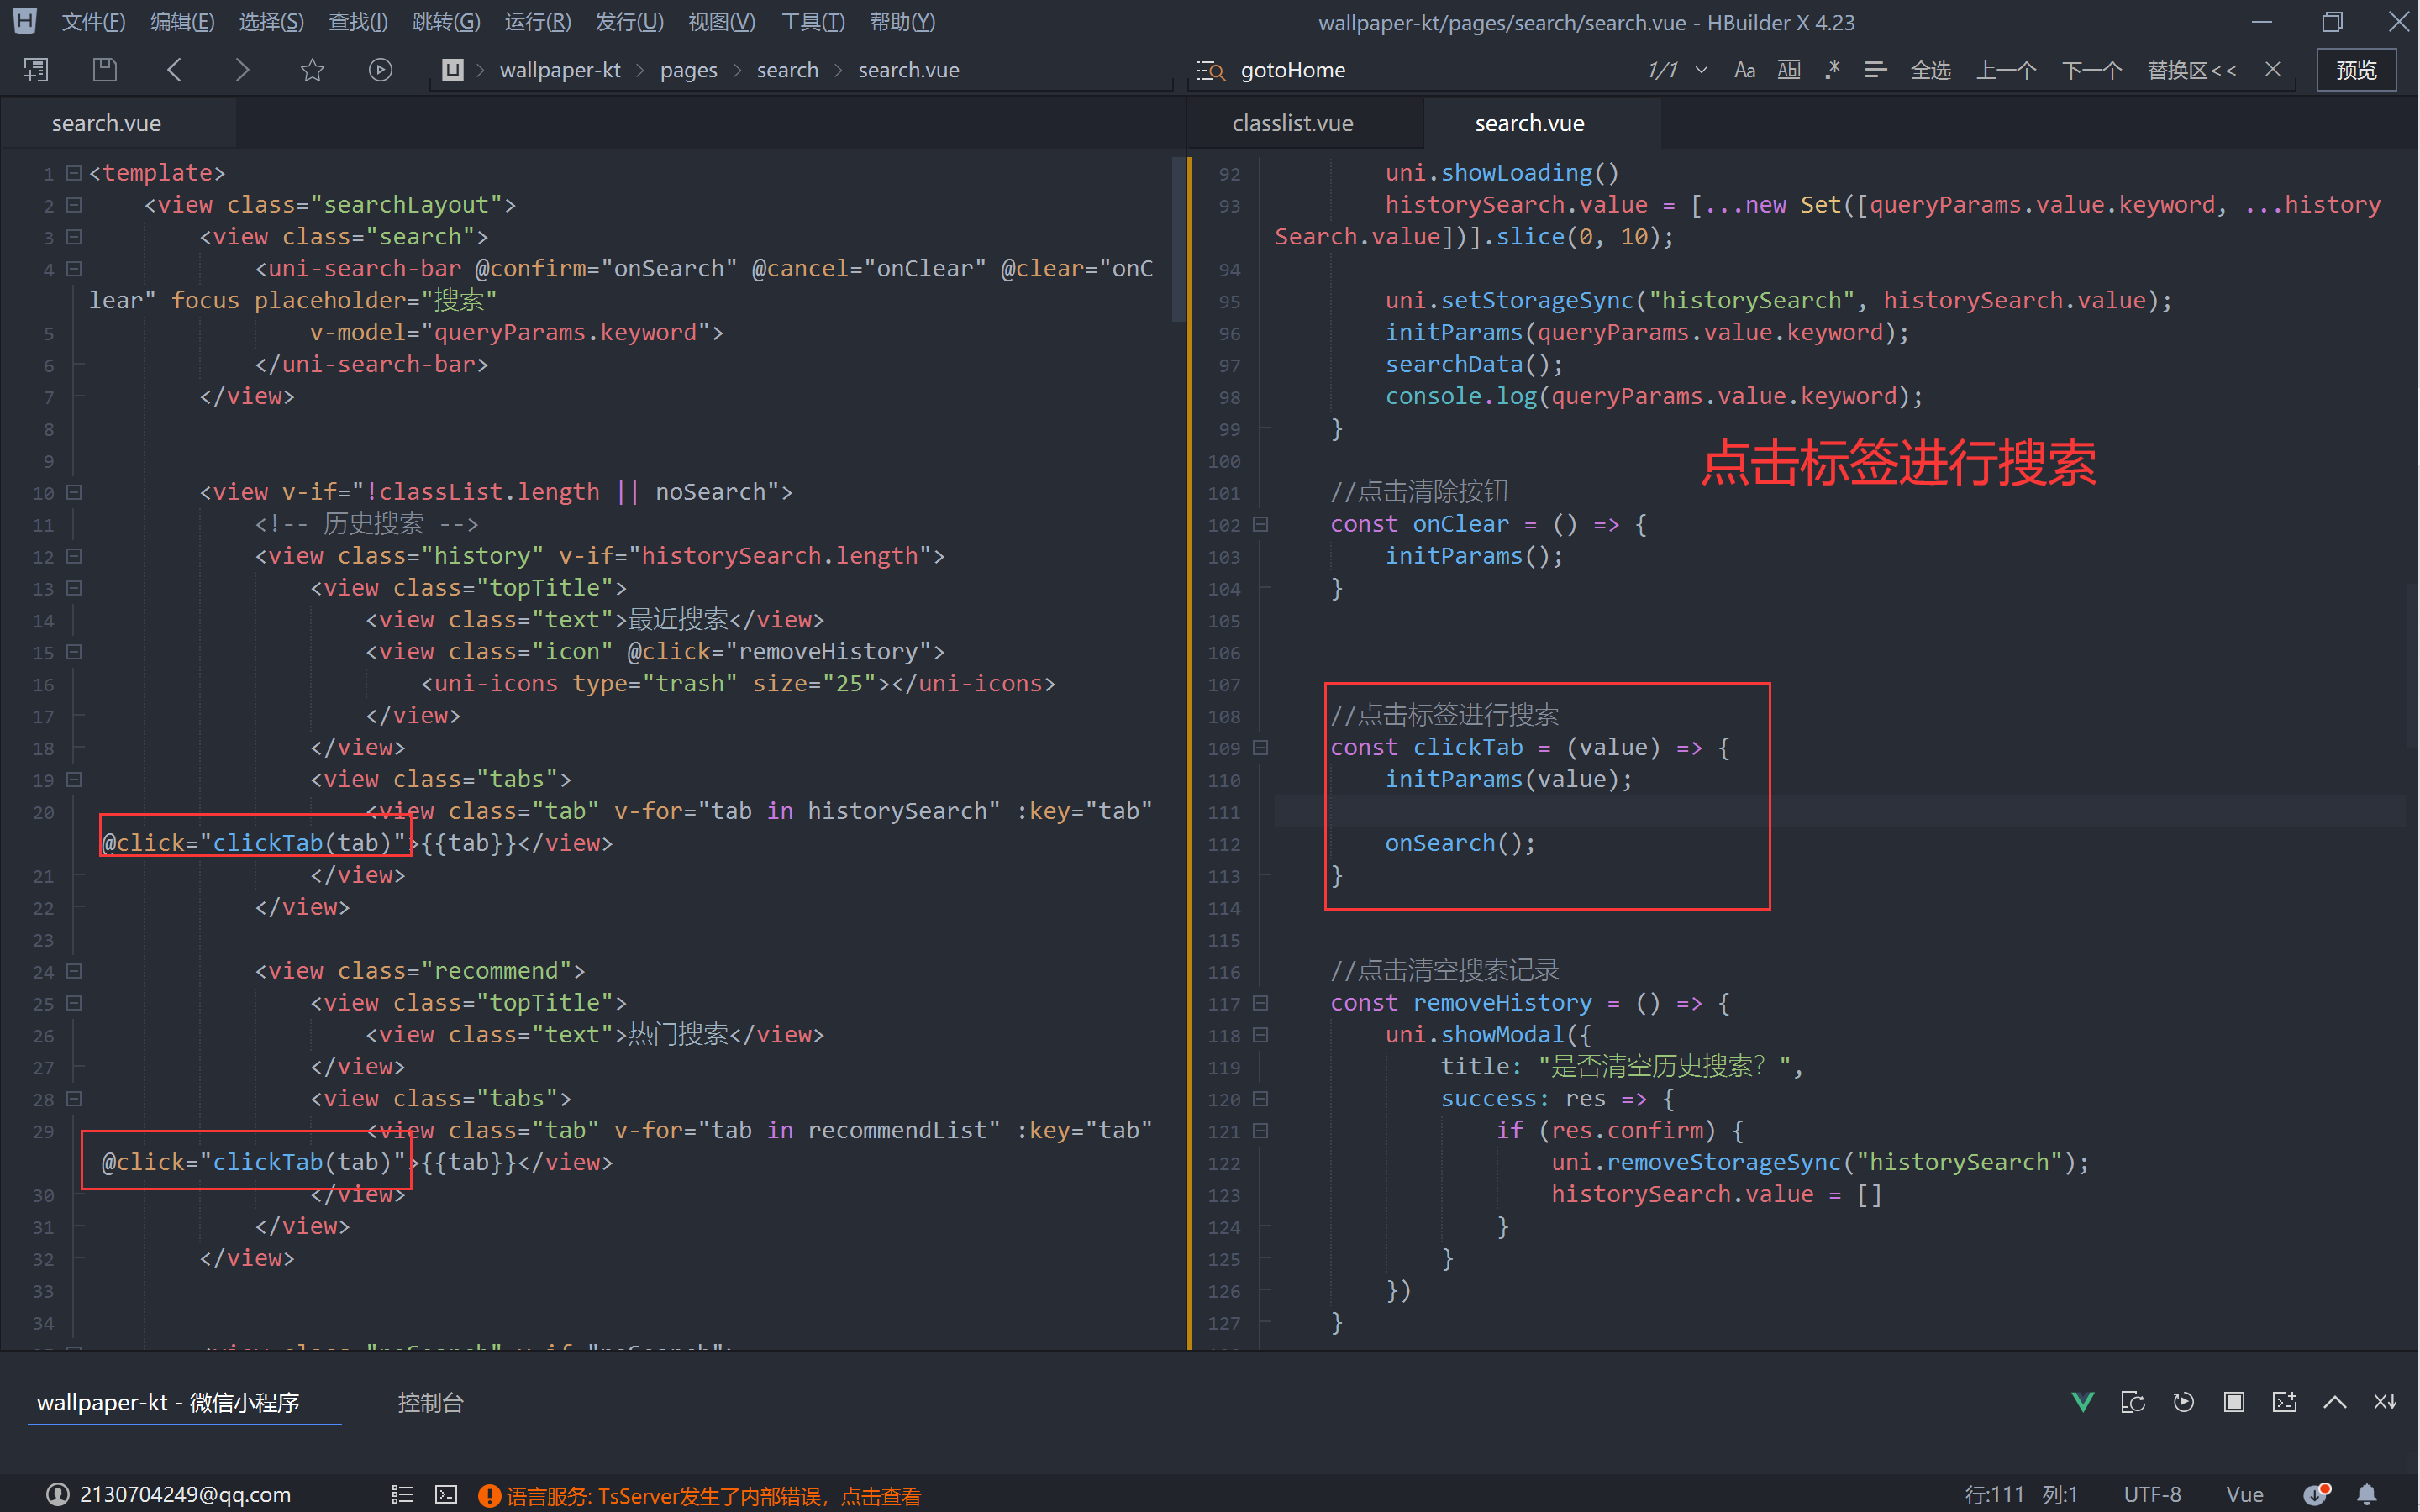 文件(F) 编辑(E) 选择(S) 查找(I) 跳转(G) 运行(R) 发行(U) 视图(V) 工具(T) 帮助(Y)
wallpaper-kt/pages/search/search.vue - HBuilder X 4.23
wallpaper-kt > pages > search > search.vue
gotoHome 1/1 Aa Ab .* 全选 上一个 下一个 替换区<< 预览
search.vue
1 <template>
2 <view class="searchLayout">
3 <view class="search">
4 <uni-search-bar @confirm="onSearch" @cancel="onClear" @clear="onC
lear" focus placeholder="搜索"
5 v-model="queryParams.keyword">
6 </uni-search-bar>
7 </view>
8
9
10 <view v-if="!classList.length || noSearch">
11 <!-- 历史搜索 -->
12 <view class="history" v-if="historySearch.length">
13 <view class="topTitle">
14 <view class="text">最近搜索</view>
15 <view class="icon" @click="removeHistory">
16 <uni-icons type="trash" size="25"></uni-icons>
17 </view>
18 </view>
19 <view class="tabs">
20 <view class="tab" v-for="tab in historySearch" :key="tab"
@click="clickTab(tab)">{{tab}}</view>
21 </view>
22 </view>
23
24 <view class="recommend">
25 <view class="topTitle">
26 <view class="text">热门搜索</view>
27 </view>
28 <view class="tabs">
29 <view class="tab" v-for="tab in recommendList" :key="tab"
@click="clickTab(tab)">{{tab}}</view>
30 </view>
31 </view>
32 </view>
33
34
classlist.vue search.vue
92 uni.showLoading()
93 historySearch.value = [...new Set([queryParams.value.keyword, ...history
Search.value])].slice(0, 10);
94
95 uni.setStorageSync("historySearch", historySearch.value);
96 initParams(queryParams.value.keyword);
97 searchData();
98 console.log(queryParams.value.keyword);
99 }
点击标签进行搜索
100
101 //点击清除按钮
102 const onClear = () => {
103 initParams();
104 }
105
106
107
108 //点击标签进行搜索
109 const clickTab = (value) => {
110 initParams(value);
111
112 onSearch();
113 }
114
115
116 //点击清空搜索记录
117 const removeHistory = () => {
118 uni.showModal({
119 title: "是否清空历史搜索？",
120 success: res => {
121 if (res.confirm) {
122 uni.removeStorageSync("historySearch");
123 historySearch.value = []
124 }
125 }
126 })
127 }
wallpaper-kt - 微信小程序 控制台
2130704249@qq.com 语言服务: TsServer发生了内部错误，点击查看 行:111 列:1 UTF-8 Vue